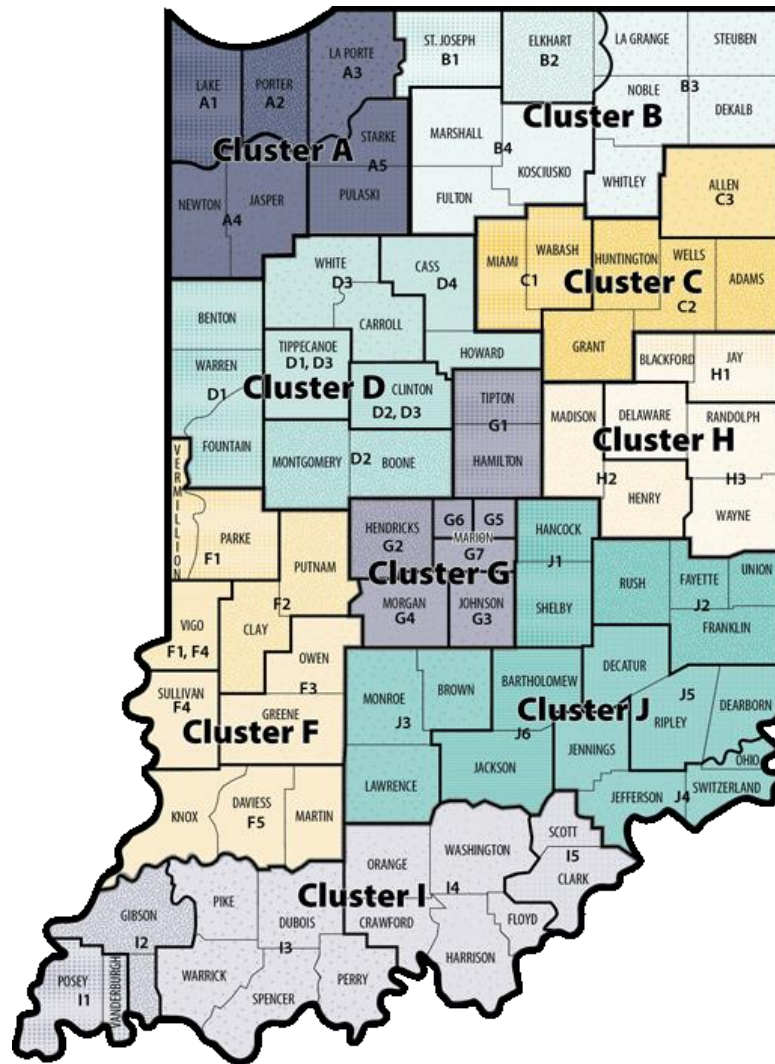 LAKE
A1
PORTER
A2
LA PORTE
A3
STARKE
A5
PULASKI
Cluster A
NEWTON
JASPER
A4
ST. JOSEPH
B1
ELKHART
B2
LA GRANGE
STEUBEN
NOBLE
B3
DEKALB
Cluster B
MARSHALL
B4
KOSCIUSKO
FULTON
WHITLEY
ALLEN
C3
MIAMI
WABASH
C1
HUNTINGTON
WELLS
ADAMS
Cluster C
C2
GRANT
WHITE
D3
CASS
D4
CARROLL
HOWARD
BENTON
WARREN
D1
FOUNTAIN
TIPPECANOE
D1, D3
Cluster D
CLINTON
D2, D3
MONTGOMERY
D2
BOONE
TIPTON
G1
HAMILTON
BLACKFORD
JAY
H1
MADISON
DELAWARE
RANDOLPH
Cluster H
H2
HENRY
H3
WAYNE
VERMILLION
PARKE
F1
PUTNAM
F2
CLAY
VIGO
F1, F4
OWEN
F3
SULLIVAN
F4
GREENE
Cluster F
KNOX
DAVIESS
F5
MARTIN
HENDRICKS
G2
G6
G5
MARION
G7
Cluster G
MORGAN
G4
JOHNSON
G3
HANCOCK
J1
SHELBY
RUSH
FAYETTE
UNION
J2
FRANKLIN
MONROE
J3
BROWN
BARTHOLOMEW
DECATUR
Cluster J
J6
J5
RIPLEY
DEARBORN
JENNINGS
OHIO
LAWRENCE
JACKSON
JEFFERSON
J4
SWITZERLAND
ORANGE
WASHINGTON
SCOTT
I5
CLARK
Cluster I
I4
CRAWFORD
FLOYD
HARRISON
GIBSON
I2
PIKE
DUBOIS
I3
POSEY
I1
VANDERBURGH
WARRICK
SPENCER
PERRY